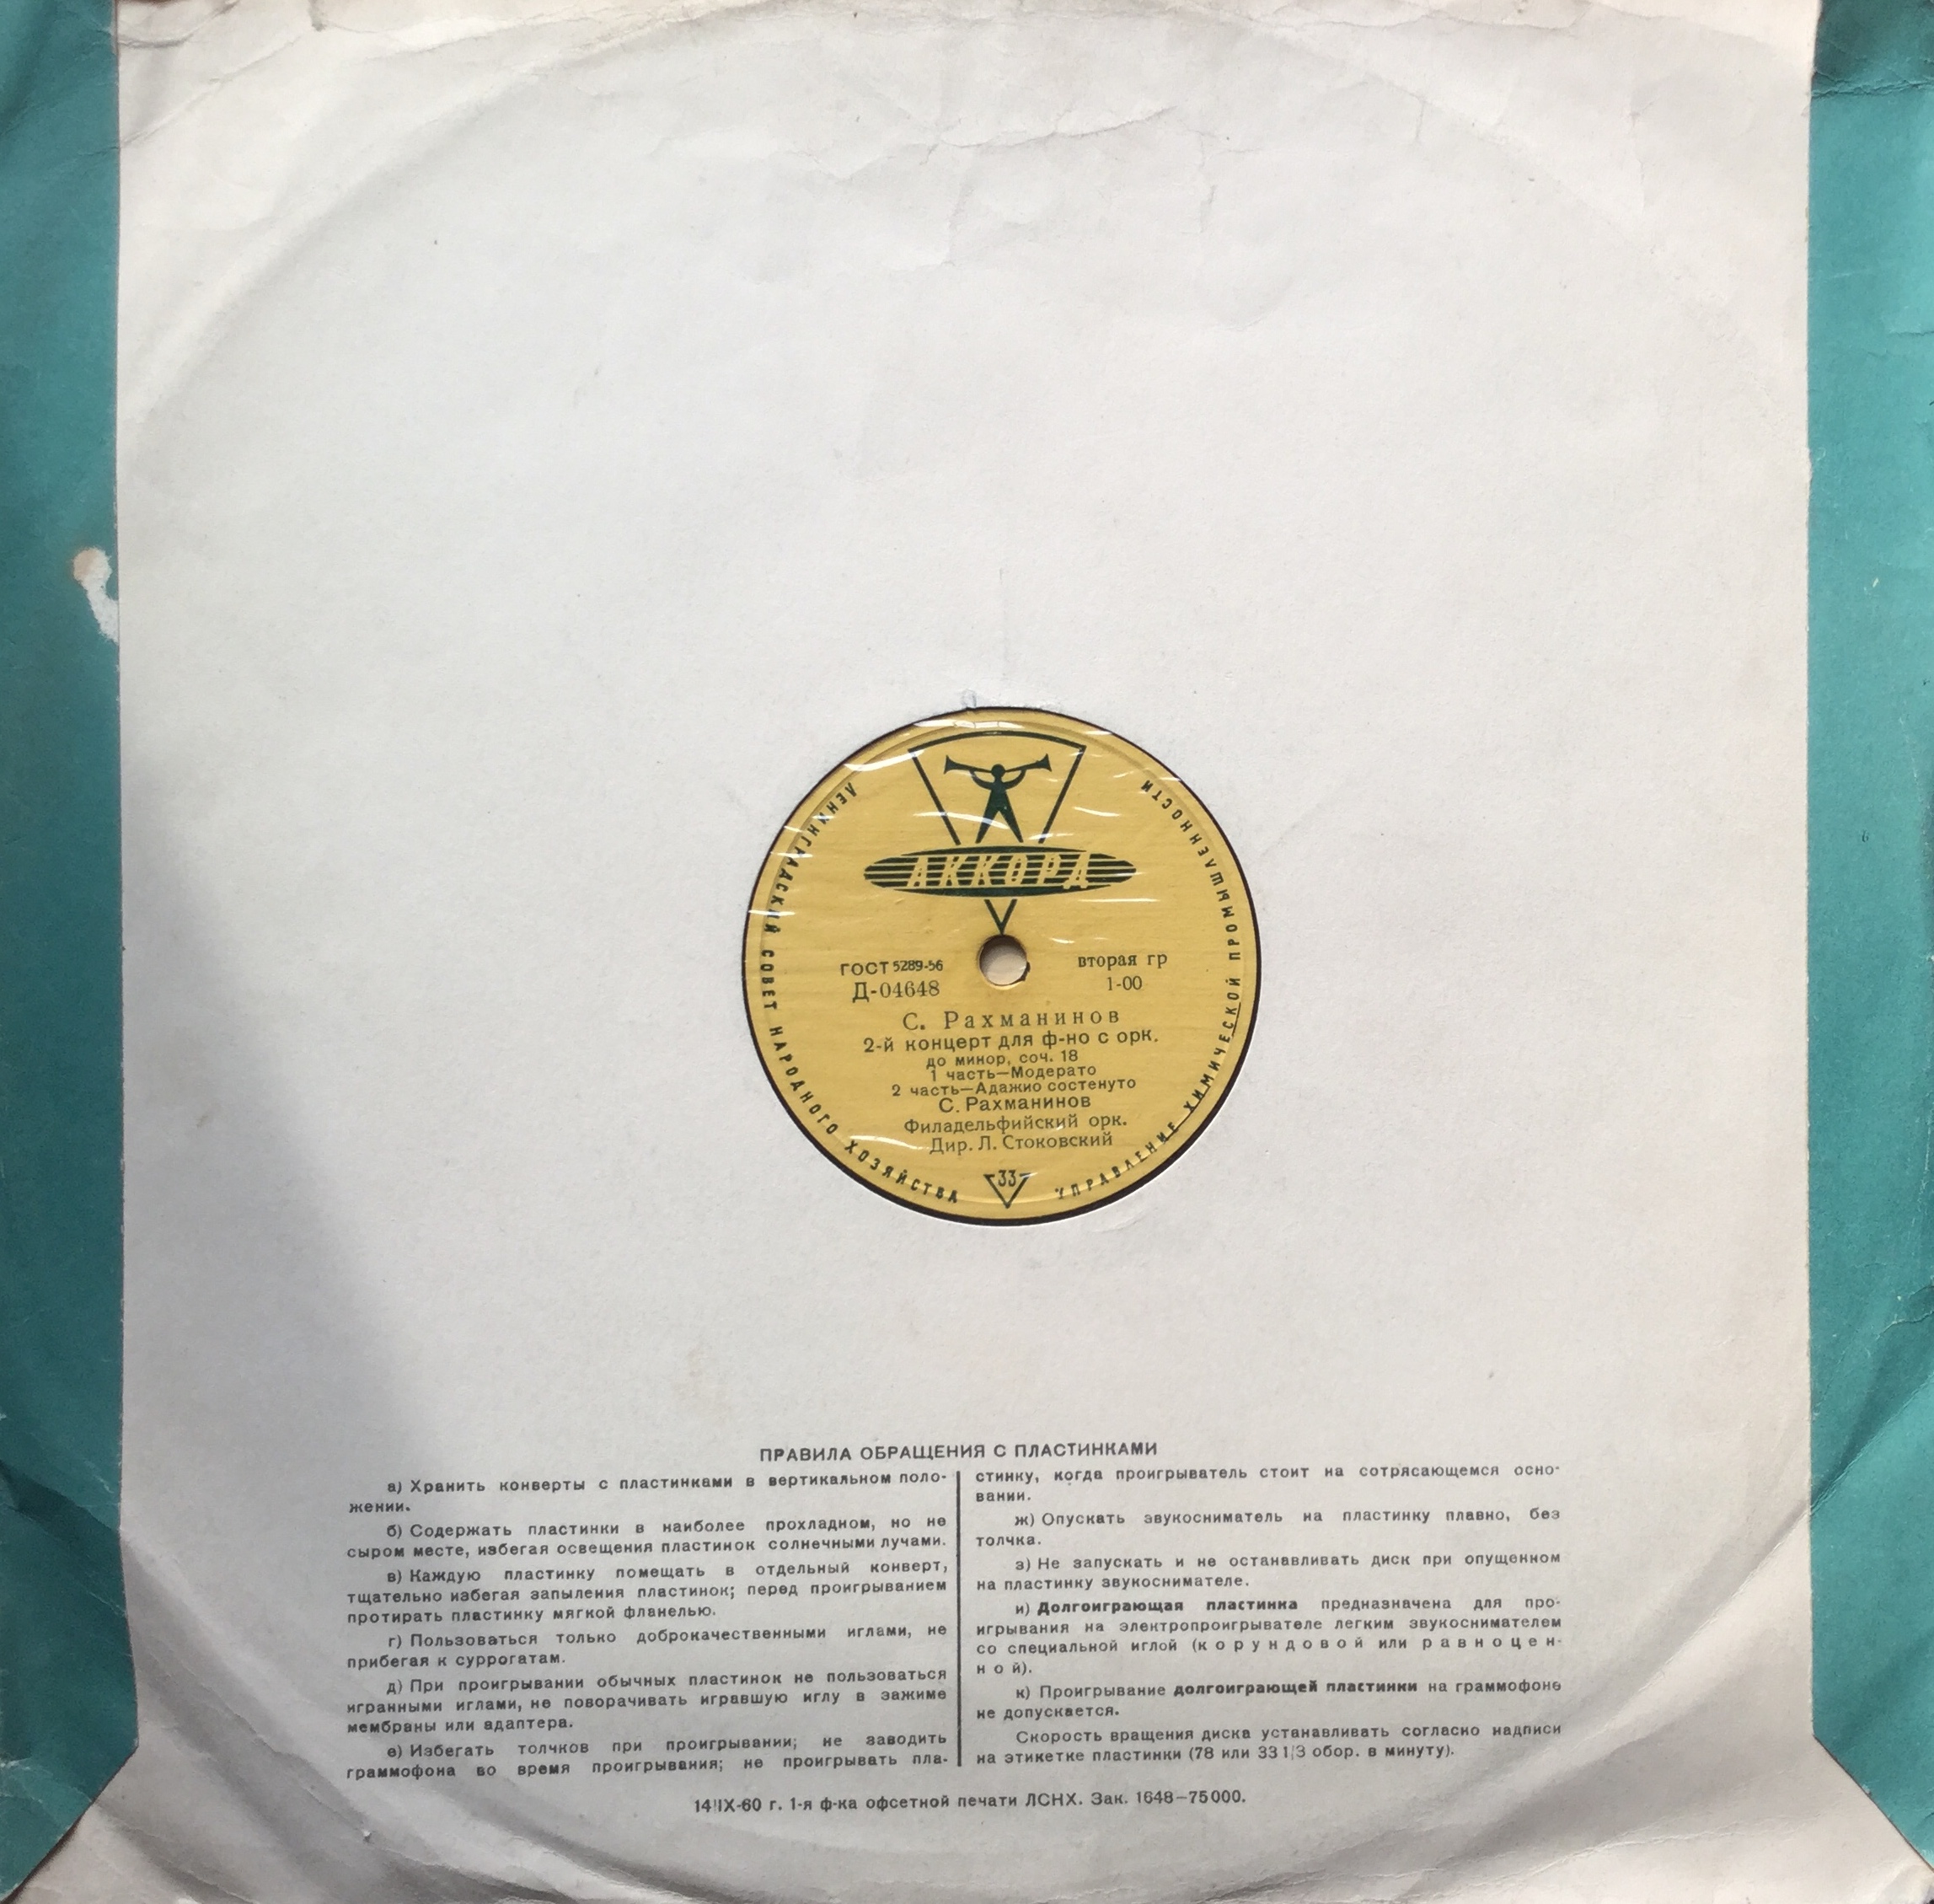 АККОРД
ЛЕНИНГРАДСКИЙ СОВЕТ НАРОДНОГО ХОЗЯЙСТВА
УПРАВЛЕНИЕ ХИМИЧЕСКОЙ ПРОМЫШЛЕННОСТИ
ГОСТ 5289-56
Д-04648
вторая гр
1-00
С. Рахманинов
2-й концерт для ф-но с орк.
до минор, соч. 18
1 часть—Модерато
2 часть—Адажио состенуто
С. Рахманинов
Филадельфийский орк.
Дир. Л. Стоковский
33
ПРАВИЛА ОБРАЩЕНИЯ С ПЛАСТИНКАМИ
а) Хранить конверты с пластинками в вертикальном поло-
жении.
б) Содержать пластинки в наиболее прохладном, но не
сыром месте, избегая освещения пластинок солнечными лучами.
в) Каждую пластинку помещать в отдельный конверт,
тщательно избегая запыления пластинок; перед проигрыванием
протирать пластинку мягкой фланелью.
г) Пользоваться только доброкачественными иглами, не
прибегая к суррогатам.
д) При проигрывании обычных пластинок не пользоваться
игранными иглами, не поворачивать игравшую иглу в зажиме
мембраны или адаптера.
е) Избегать толчков при проигрывании; не заводить
граммофона во время проигрывания; не проигрывать пла-
стинку, когда проигрыватель стоит на сотрясающемся осно-
вании.
ж) Опускать звукосниматель на пластинку плавно, без
толчка.
з) Не запускать и не останавливать диск при опущенном
на пластинку звукоснимателе.
и) Долгоиграющая пластинка предназначена для про-
игрывания на электропроигрывателе легким звукоснимателем
со специальной иглой (корундовой или равноцен-
ной).
к) Проигрывание долгоиграющей пластинки на граммофоне
не допускается.
Скорость вращения диска устанавливать согласно надписи
на этикетке пластинки (78 или 33 1/3 обор. в минуту).
14/IX-60 г. 1-я ф-ка офсетной печати ЛСНХ. Зак. 1648—75000.